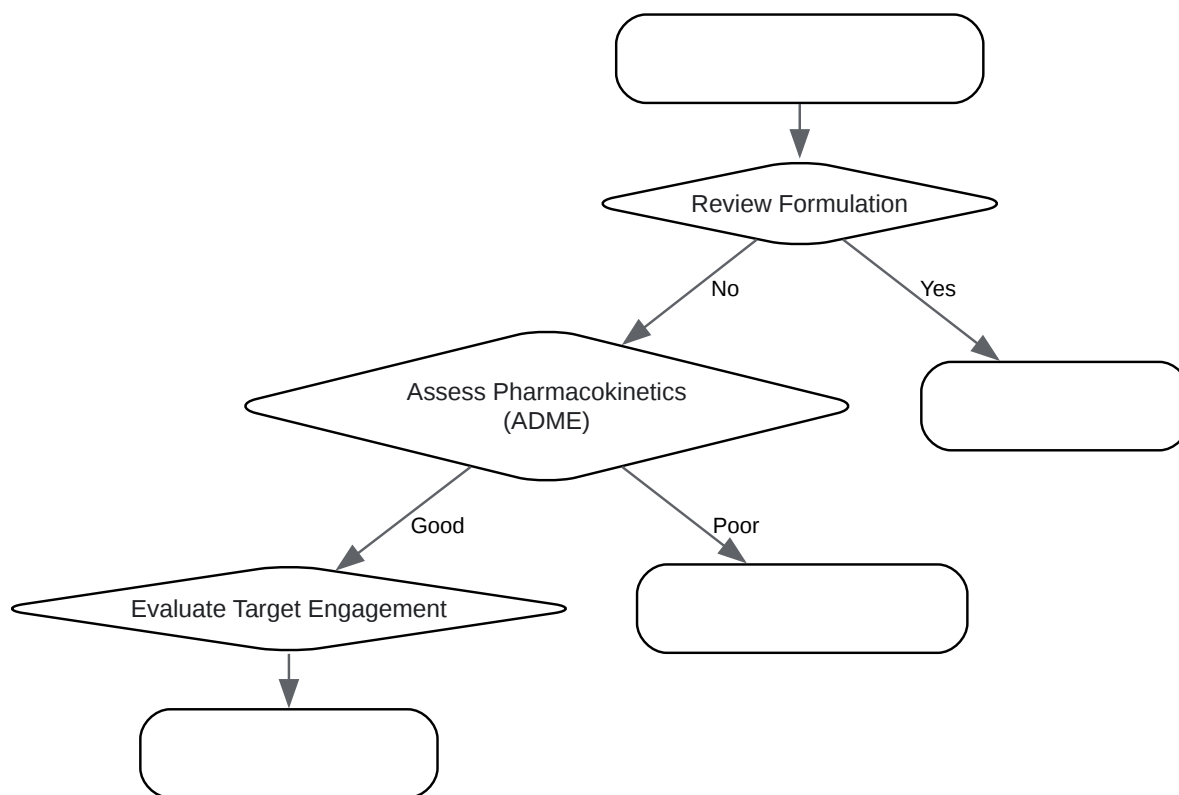 Review Formulation
No
Yes
Assess Pharmacokinetics
(ADME)
Good
Poor
Evaluate Target Engagement